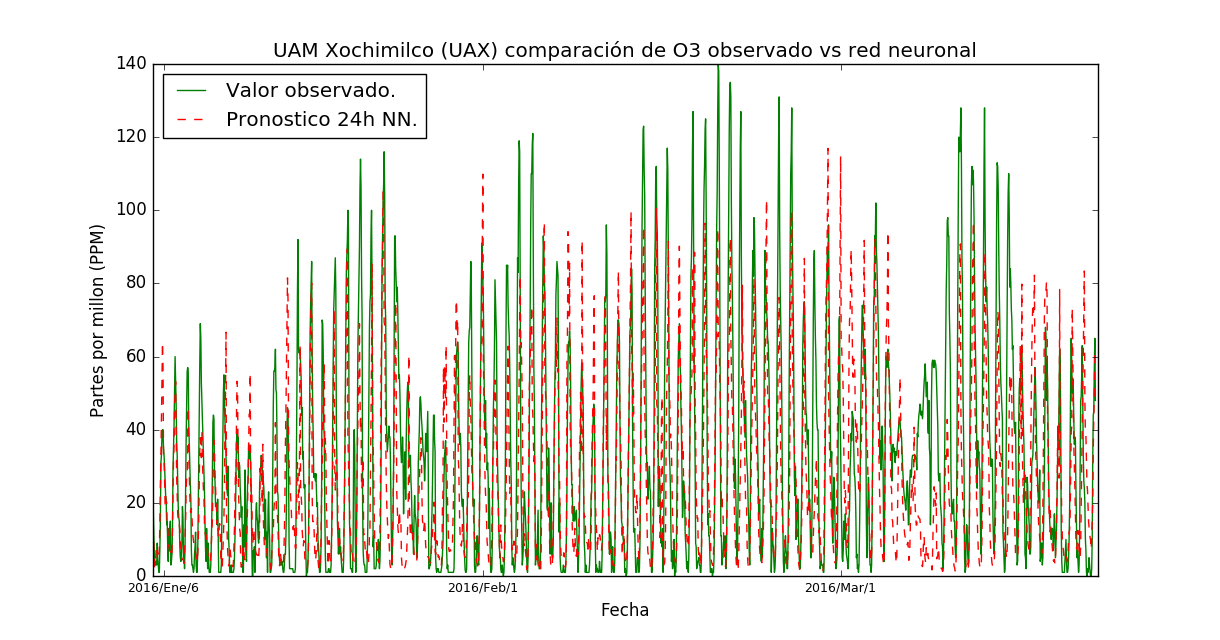 UAM Xochimilco (UAX) comparación de O3 observado vs red neuronal
Valor observado.
Pronostico 24h NN.
Partes por millon (PPM)
140
120
100
80
60
40
20
0
2016/Ene/6
2016/Feb/1
2016/Mar/1
Fecha